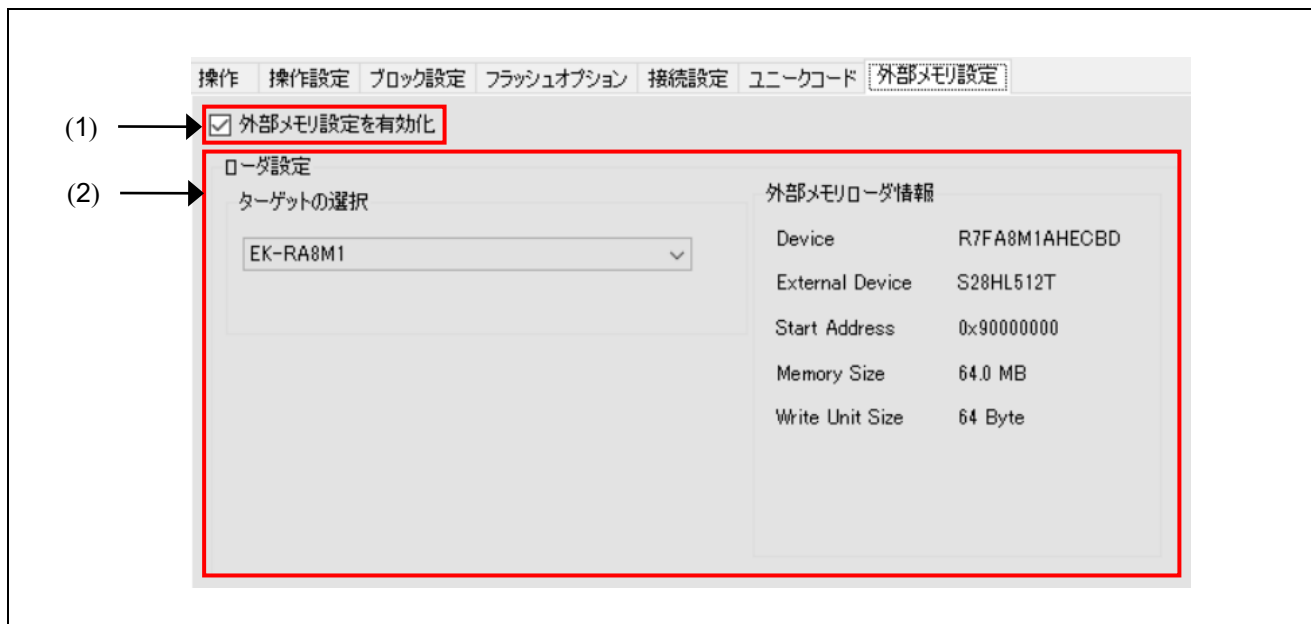 操作 操作設定 ブロック設定 フラッシュオプション 接続設定 ユニークコード 外部メモリ設定
(1) 外部メモリ設定を有効化
ローダ設定
(2) ターゲットの選択
EK-RA8M1
外部メモリローダ情報
Device R7FA8M1AHECBD
External Device S28HL512T
Start Address 0x90000000
Memory Size 64.0 MB
Write Unit Size 64 Byte